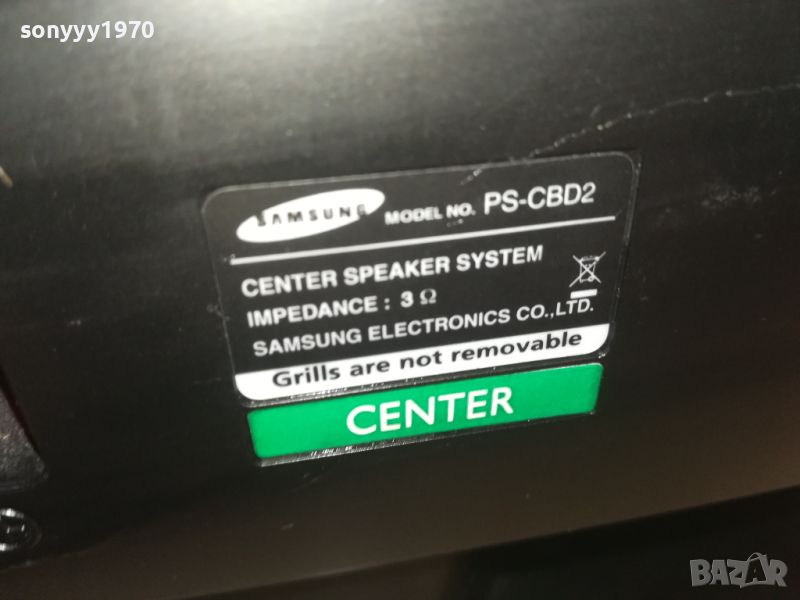 sonyyy1970
SAMSUNG MODEL NO. PS-CBD2
CENTER SPEAKER SYSTEM
IMPEDANCE : 3 Ω
SAMSUNG ELECTRONICS CO.,LTD.
Grills are not removable
CENTER
BAZAR